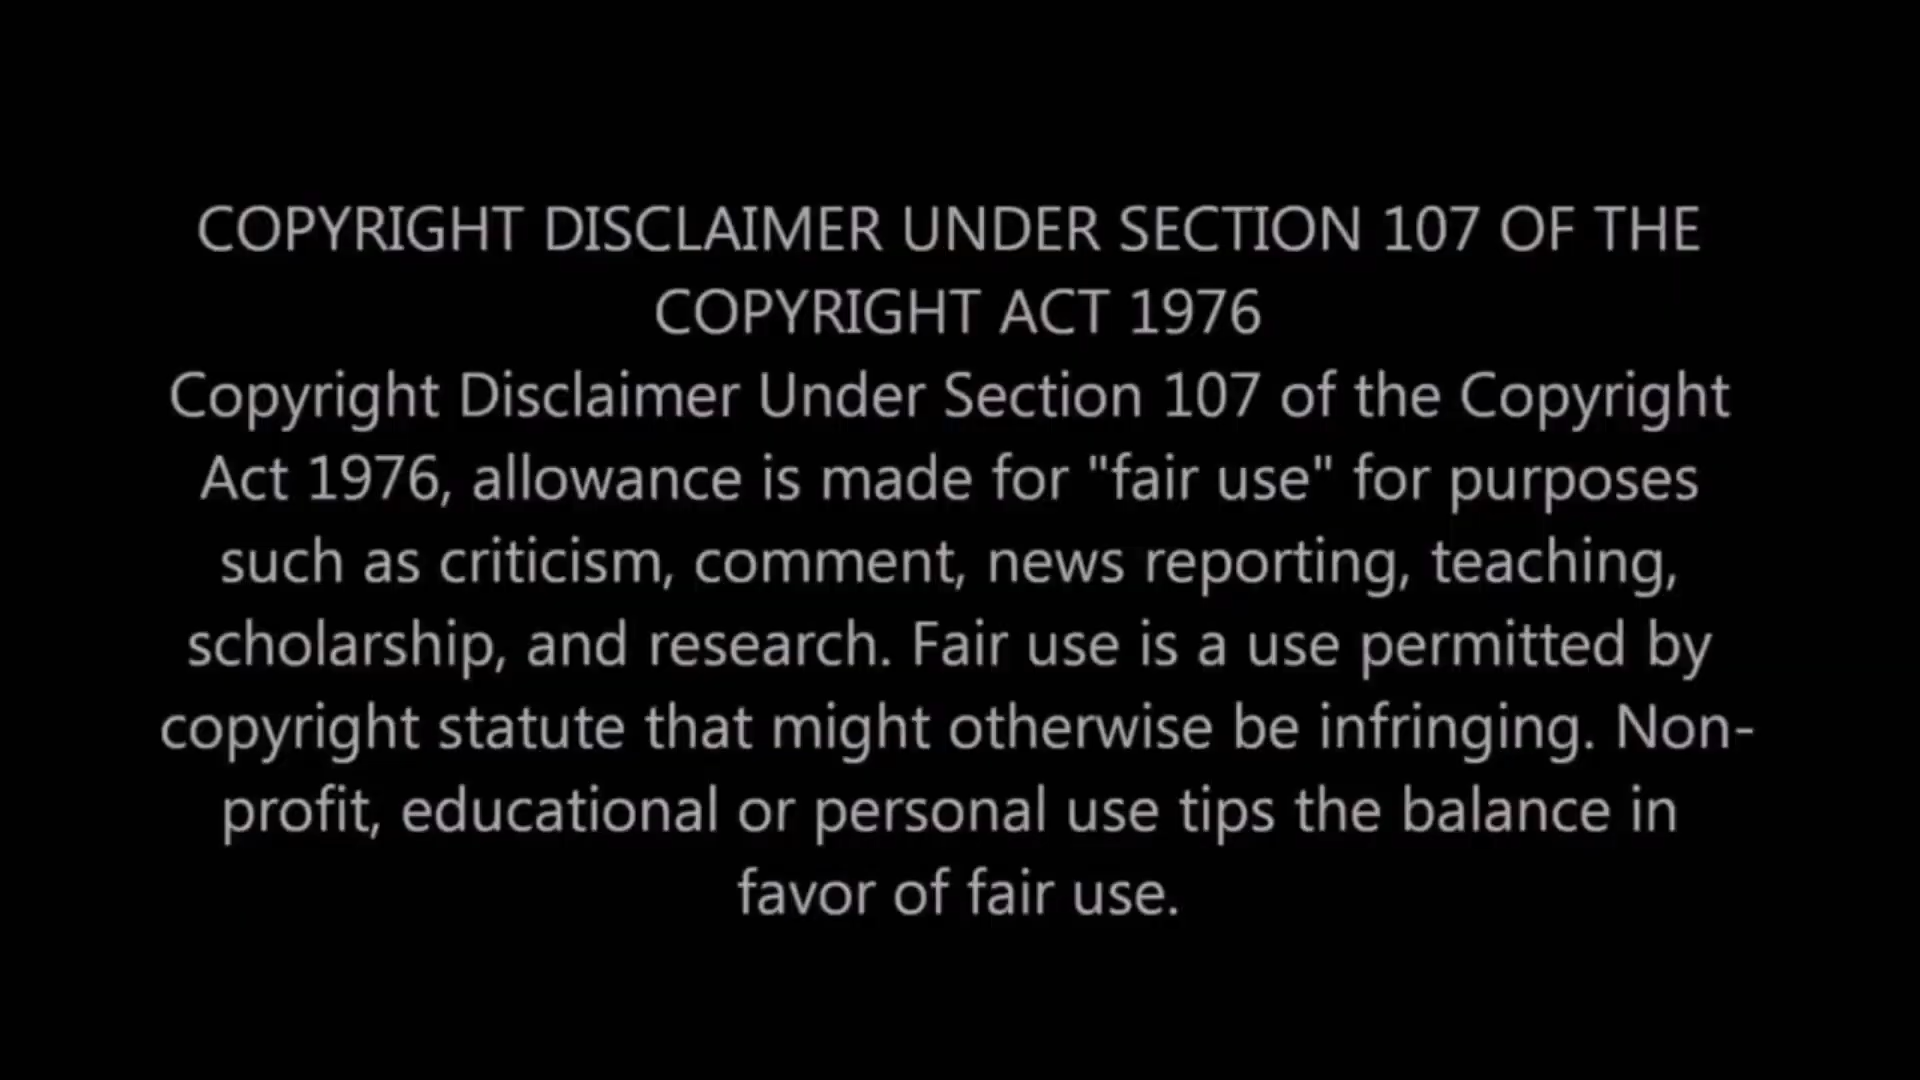 COPYRIGHT DISCLAIMER UNDER SECTION 107 OF THE
COPYRIGHT ACT 1976
Copyright Disclaimer Under Section 107 of the Copyright
Act 1976, allowance is made for "fair use" for purposes
such as criticism, comment, news reporting, teaching,
scholarship, and research. Fair use is a use permitted by
copyright statute that might otherwise be infringing. Non-
profit, educational or personal use tips the balance in
favor of fair use.